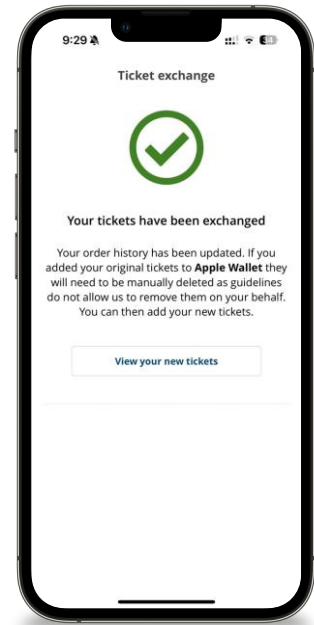 9:29
34
Ticket exchange
Your tickets have been exchanged
Your order history has been updated. If you
added your original tickets to Apple Wallet they
will need to be manually deleted as guidelines
do not allow us to remove them on your behalf.
You can then add your new tickets.
View your new tickets